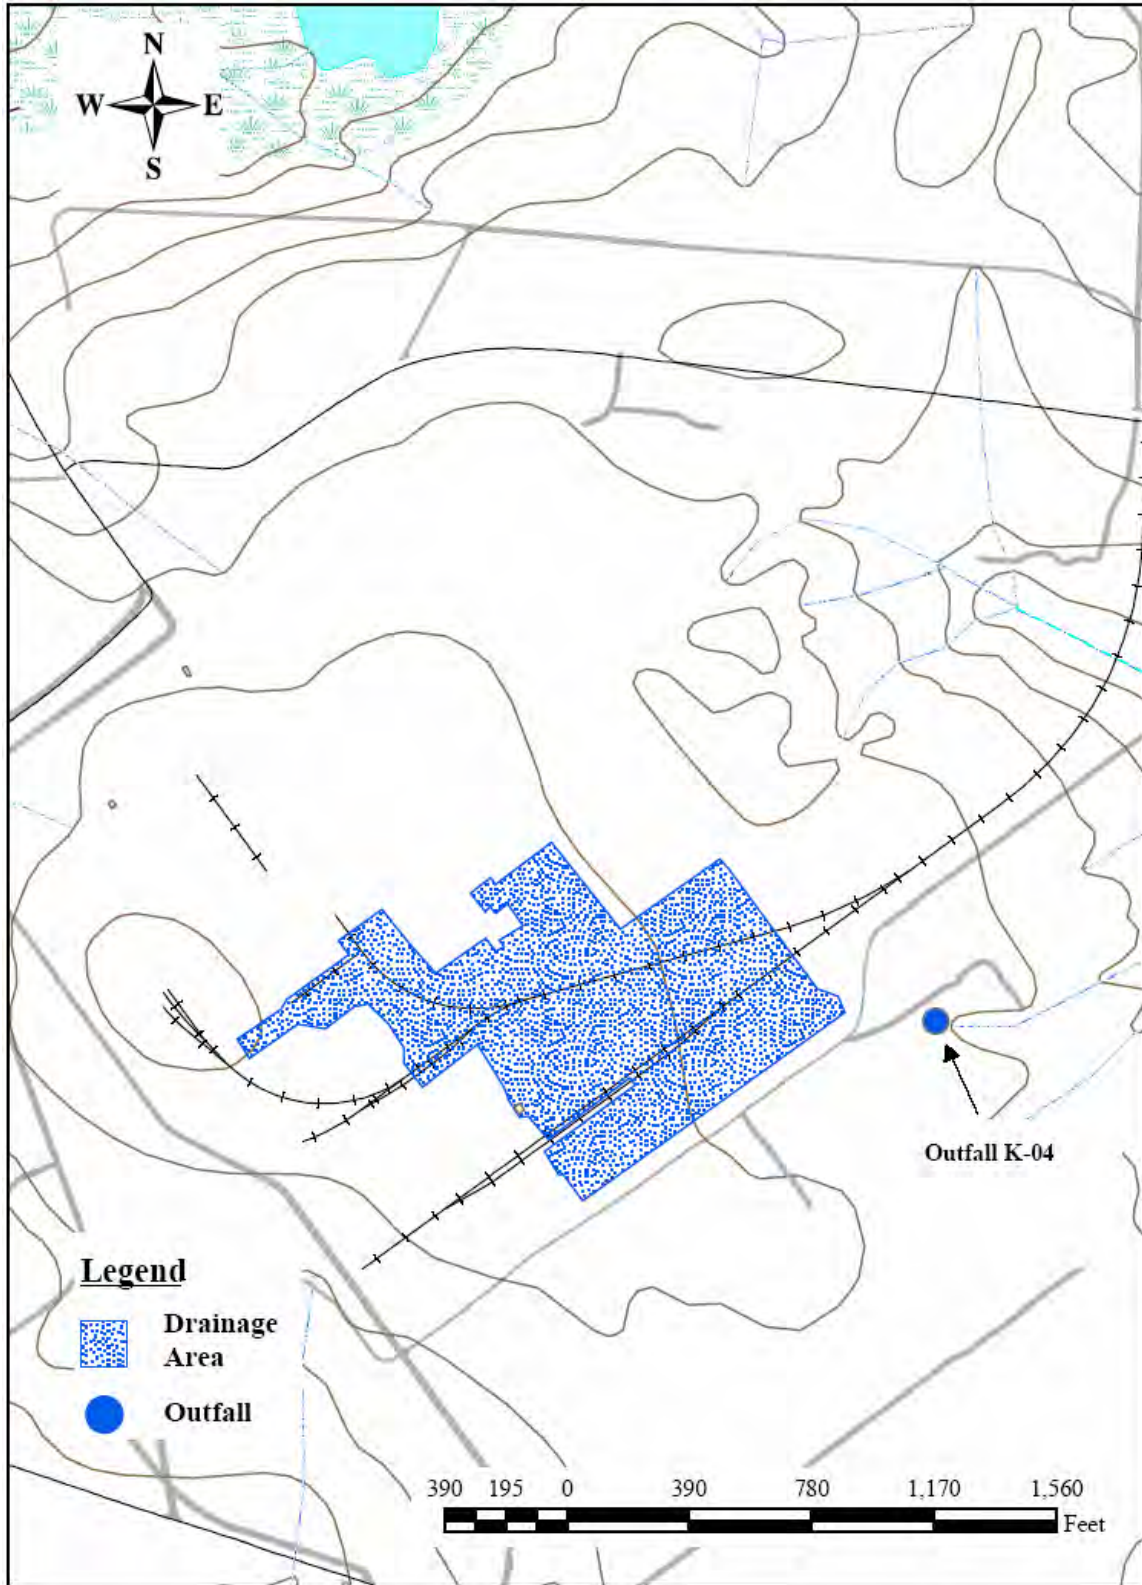 N
W E
S
Outfall K-04
Legend
Drainage
Area
Outfall
390 195 0 390 780 1,170 1,560
Feet